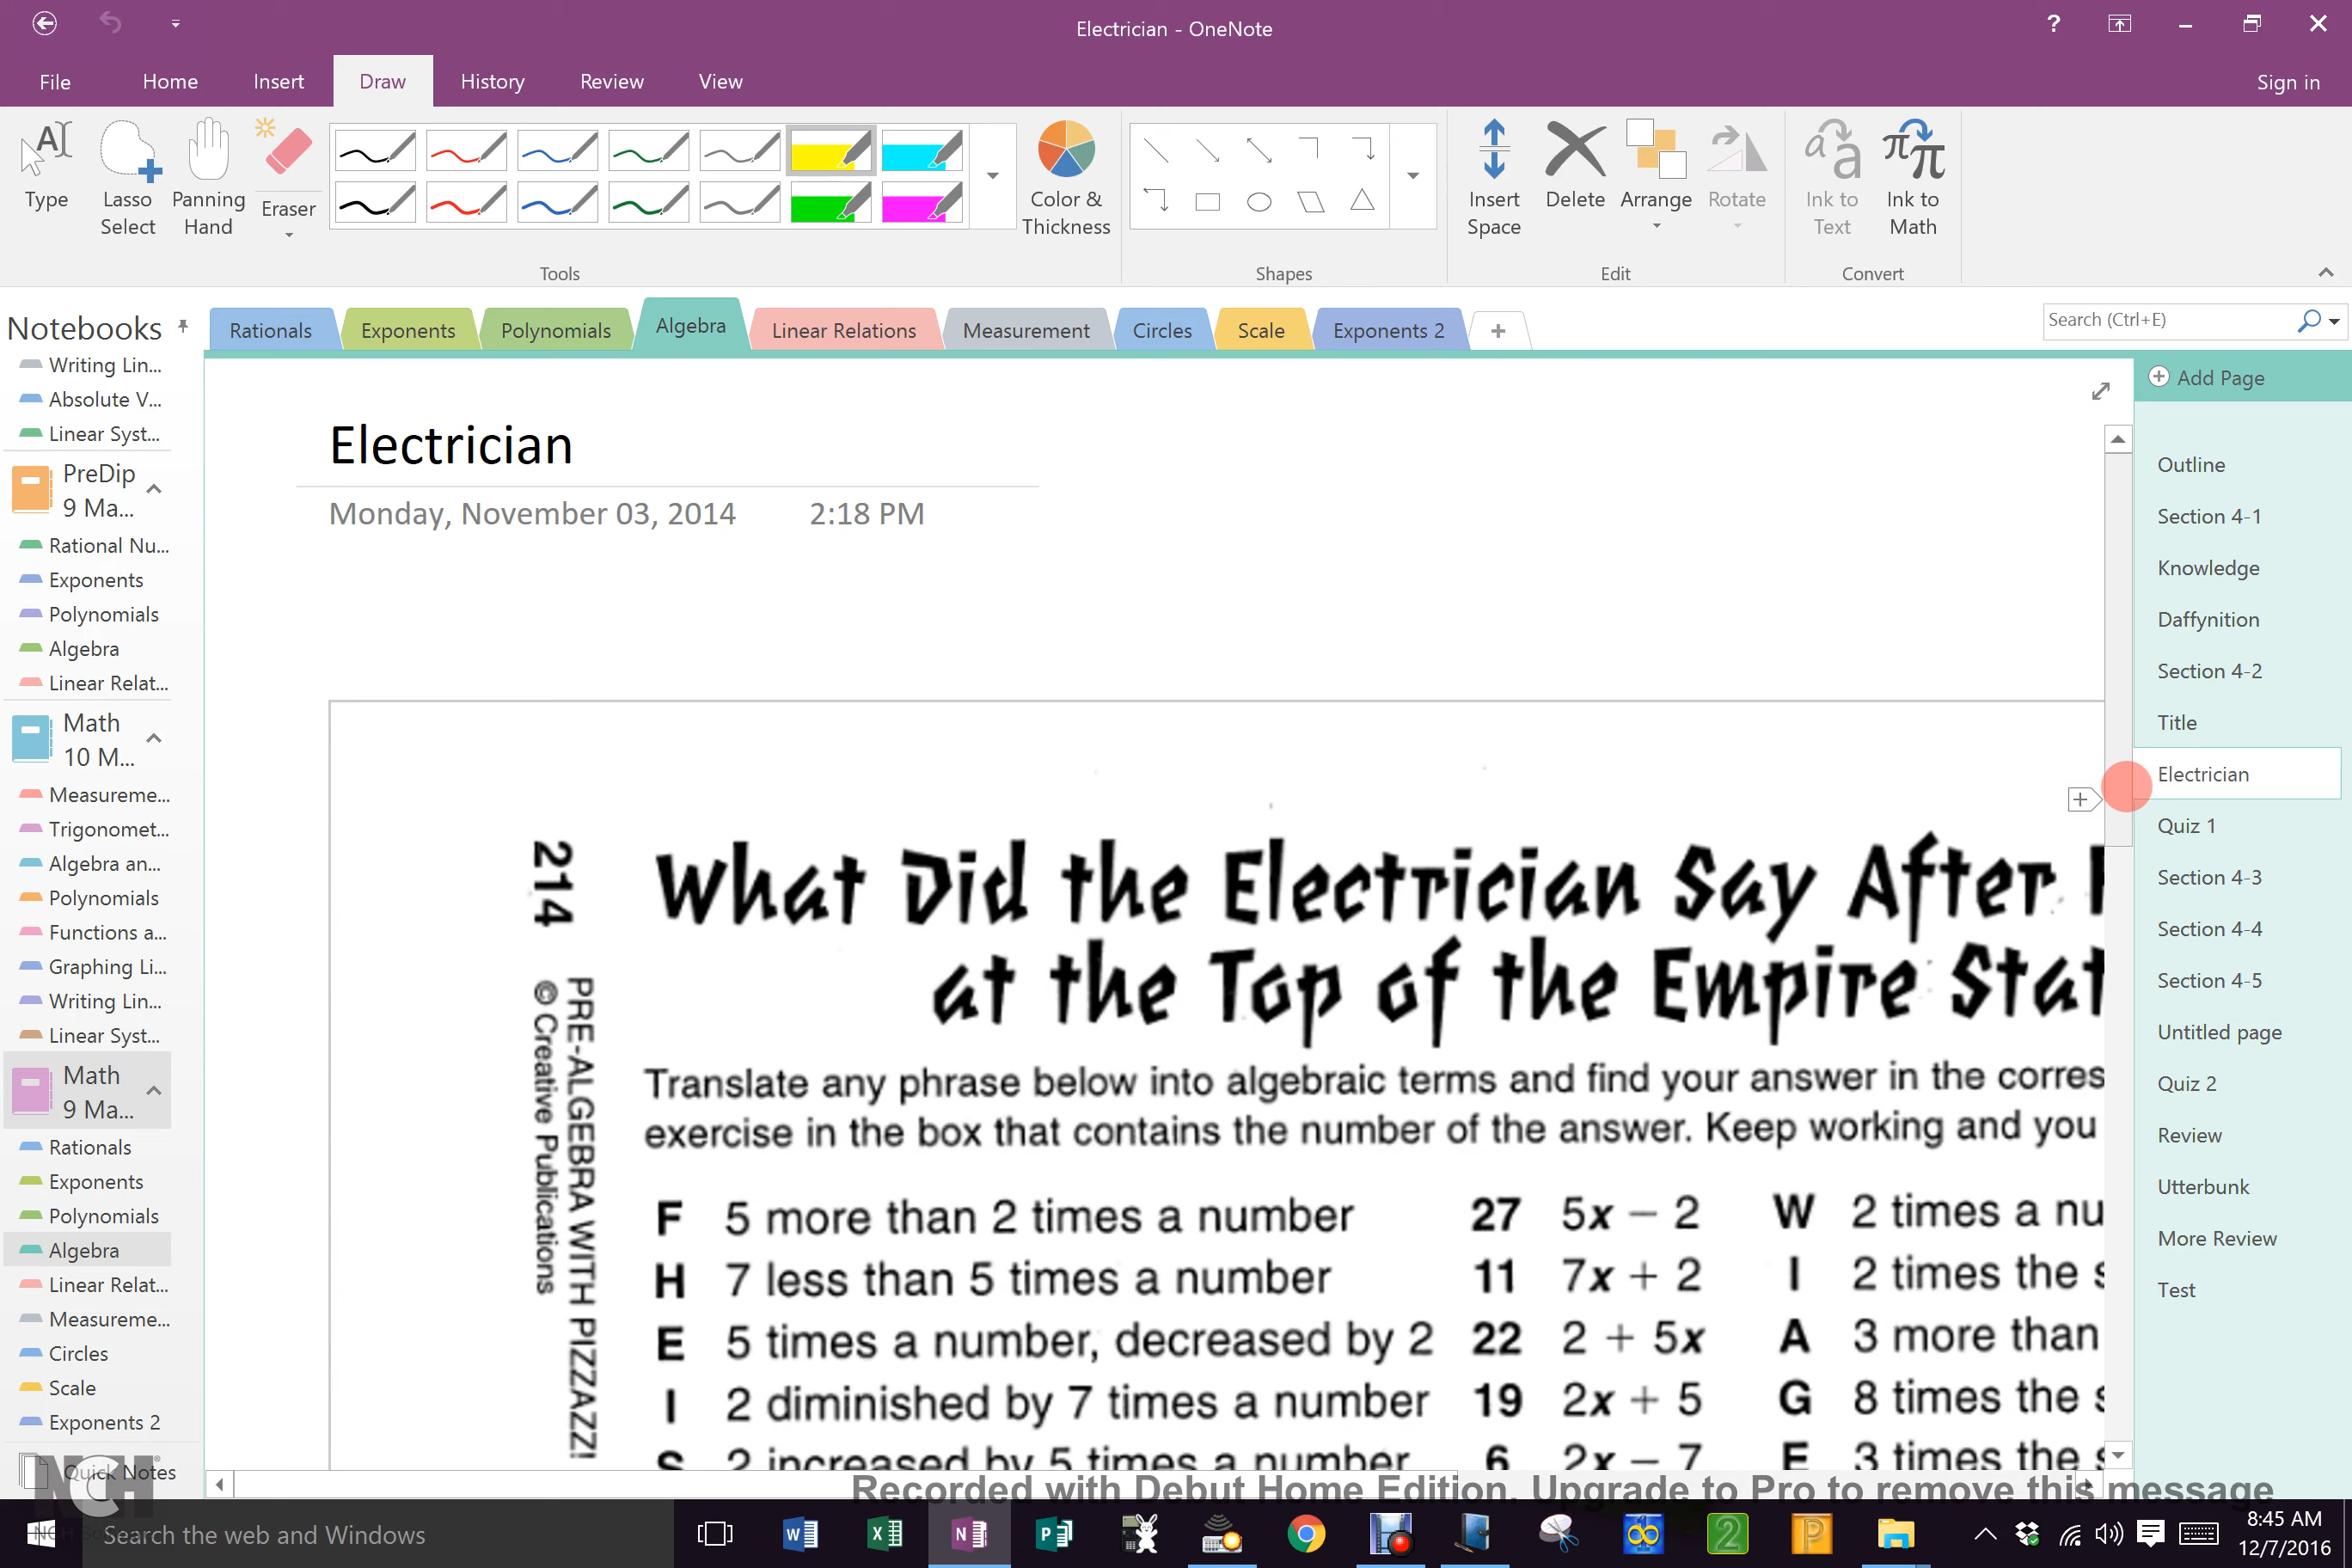 Electrician - OneNote
File Home Insert Draw History Review View Sign in
Type
Lasso Select
Panning Hand
Eraser
Color & Thickness
Insert Space
Delete
Arrange
Rotate
Ink to Text
Ink to Math
Tools Shapes Edit Convert
Notebooks
Rationals Exponents Polynomials Algebra Linear Relations Measurement Circles Scale Exponents 2
Search (Ctrl+E)
Writing Lin...
Absolute V...
Linear Syst...
PreDip
9 Ma...
Rational Nu...
Exponents
Polynomials
Algebra
Linear Relat...
Math
10 M...
Measureme...
Trigonomet...
Algebra an...
Polynomials
Functions a...
Graphing Li...
Writing Lin...
Linear Syst...
Math
9 Ma...
Rationals
Exponents
Polynomials
Algebra
Linear Relat...
Measureme...
Circles
Scale
Exponents 2
Quick Notes
NCH
Electrician
Monday, November 03, 2014 2:18 PM
214
PRE-ALGEBRA WITH PIZZAZZ!
© Creative Publications
What Did the Electrician Say After
at the Top of the Empire Stat
Translate any phrase below into algebraic terms and find your answer in the corres
exercise in the box that contains the number of the answer. Keep working and you
F 5 more than 2 times a number 27 5x − 2 W 2 times a nu
H 7 less than 5 times a number 11 7x + 2 I 2 times the s
E 5 times a number, decreased by 2 22 2 + 5x A 3 more than
I 2 diminished by 7 times a number 19 2x + 5 G 8 times the s
S 2 increased by 5 times a number 6 2x − 7 E 3 times the s
Add Page
Outline
Section 4-1
Knowledge
Daffynition
Section 4-2
Title
Electrician
Quiz 1
Section 4-3
Section 4-4
Section 4-5
Untitled page
Quiz 2
Review
Utterbunk
More Review
Test
Recorded with Debut Home Edition. Upgrade to Pro to remove this message
Search the web and Windows
8:45 AM
12/7/2016